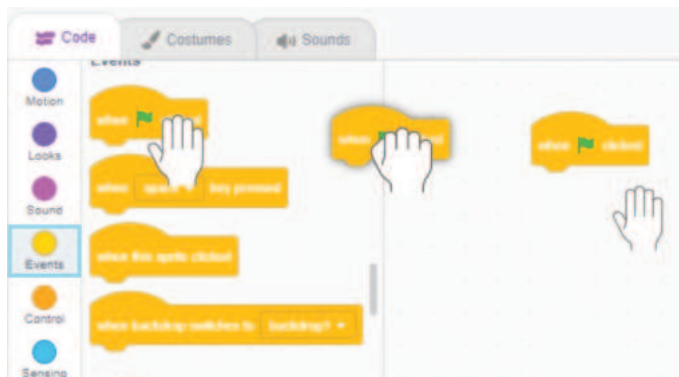 Code Costumes Sounds
Events
Motion
when
Looks
when space key pressed
Sound
when this sprite clicked
Events
Control
when backdrop switches to backdrop1
Sensing
when
when clicked